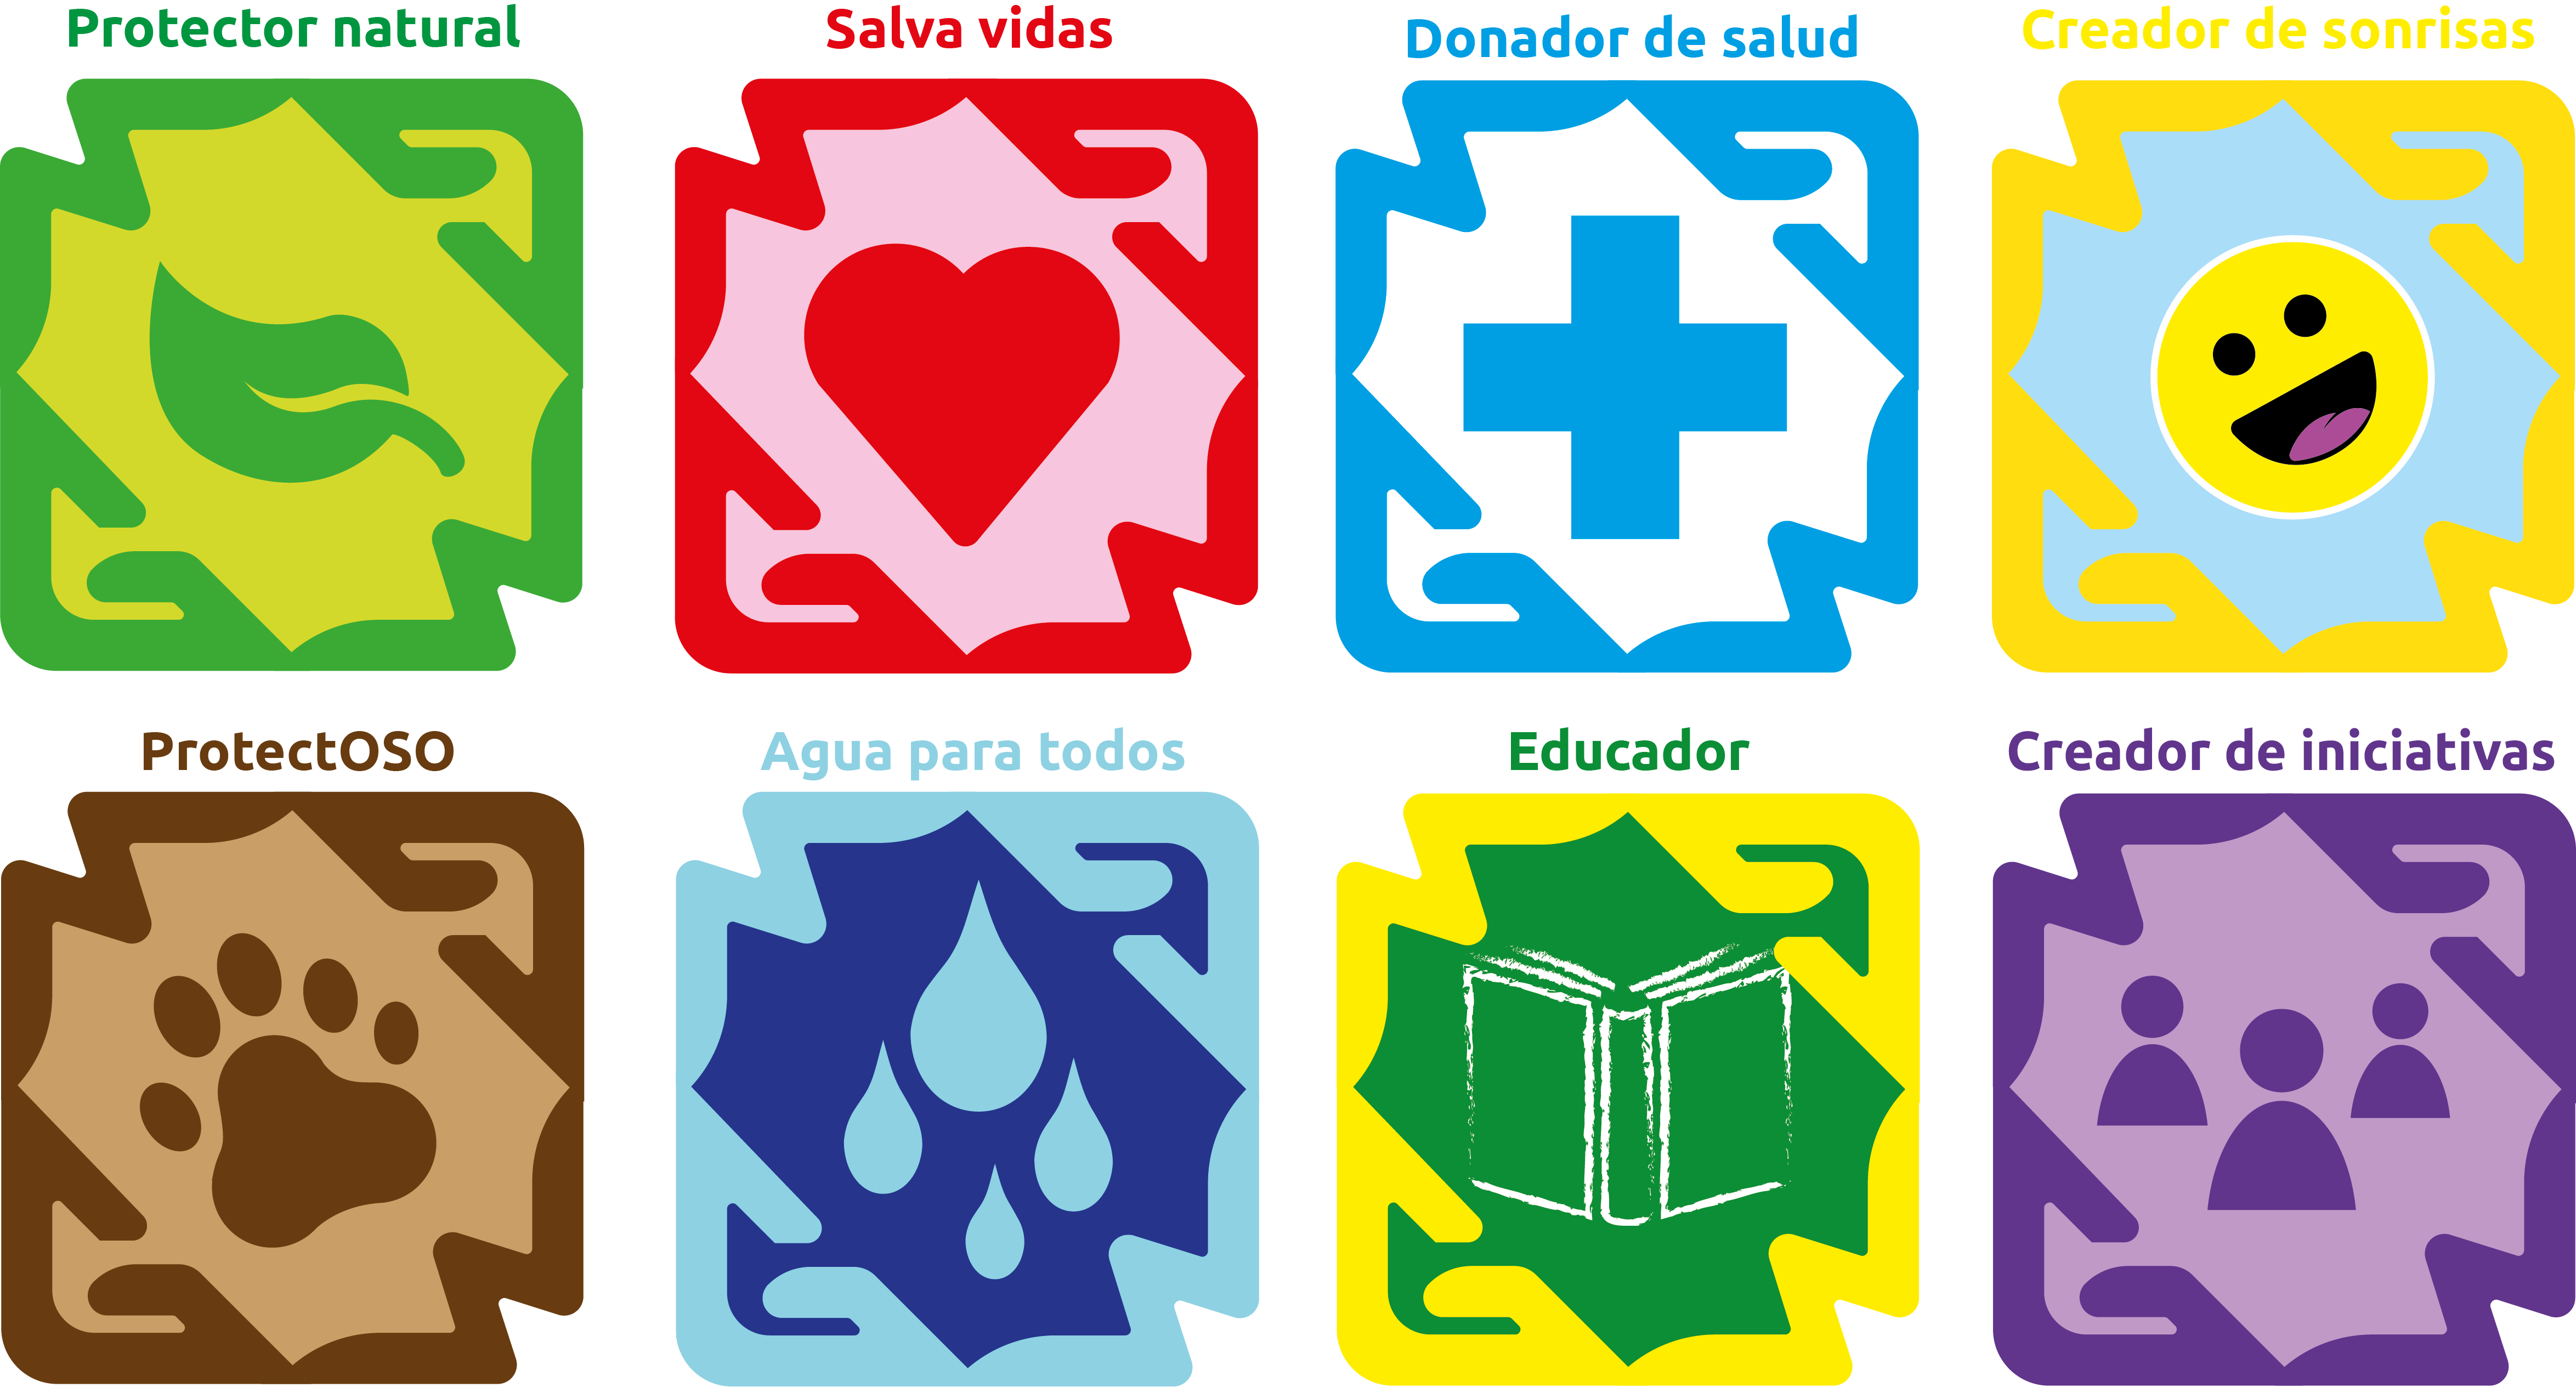 Protector natural
Salva vidas
Donador de salud
Creador de sonrisas
ProtectOSO
Agua para todos
Educador
Creador de iniciativas